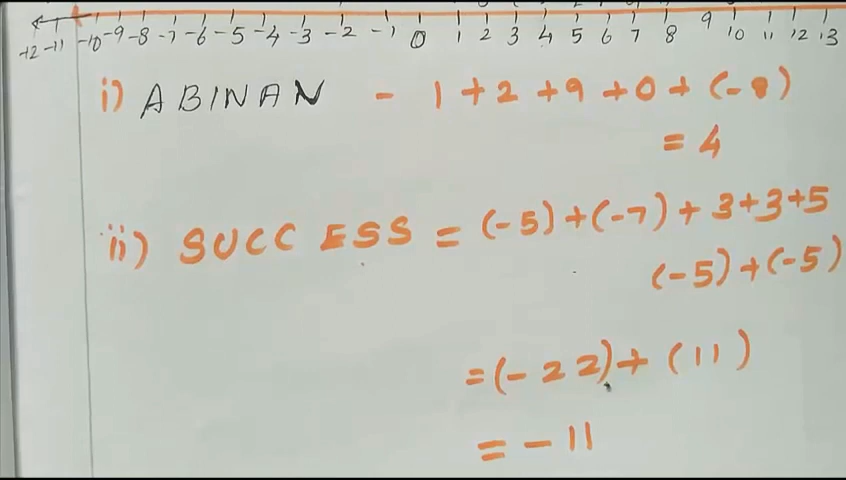 -12 -11 -10 -9 -8 -7 -6 -5 -4 -3 -2 -1 0 1 2 3 4 5 6 7 8 9 10 11 12 13
i) ABINAN - 1+2+9+0+(-8)
= 4
ii) SUCCESS = (-5)+(-7)+3+3+5
(-5)+(-5)
=(-22)+(11)
= -11